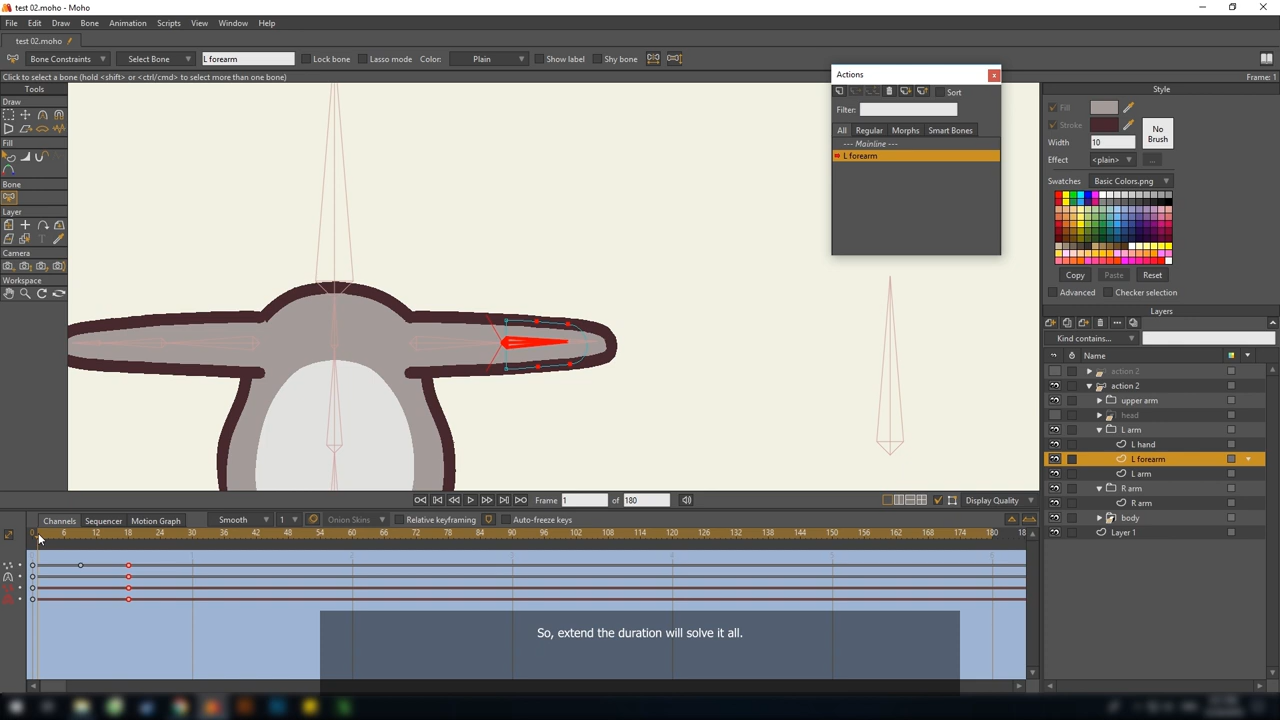 test 02.moho - Moho
File Edit Draw Bone Animation Scripts View Window Help
test 02.moho
Bone Constraints Select Bone L forearm Lock bone Lasso mode Color: Plain Show label Shy bone
Click to select a bone (hold <shift> or <ctrl/cmd> to select more than one bone) Frame: 1
Tools
Draw
Fill
Bone
Layer
Camera
Workspace
Actions
Sort
Filter:
All Regular Morphs Smart Bones
--- Mainline ---
L forearm
Style
Fill
Stroke
No
Brush
Width 10
Effect <plain> ...
Swatches Basic Colors.png
Copy Paste Reset
Advanced Checker selection
Layers
Kind contains...
Name
action 2
action 2
upper arm
head
L arm
L hand
L forearm
L arm
R arm
R arm
body
Layer 1
Frame 1 of 180 Display Quality
Channels Sequencer Motion Graph Smooth 1 Onion Skins Relative keyframing Auto-freeze keys
0 6 12 18 24 30 36 42 48 54 60 66 72 78 84 90 96 102 108 114 120 126 132 138 144 150 156 162 168 174 180 18
So, extend the duration will solve it all.